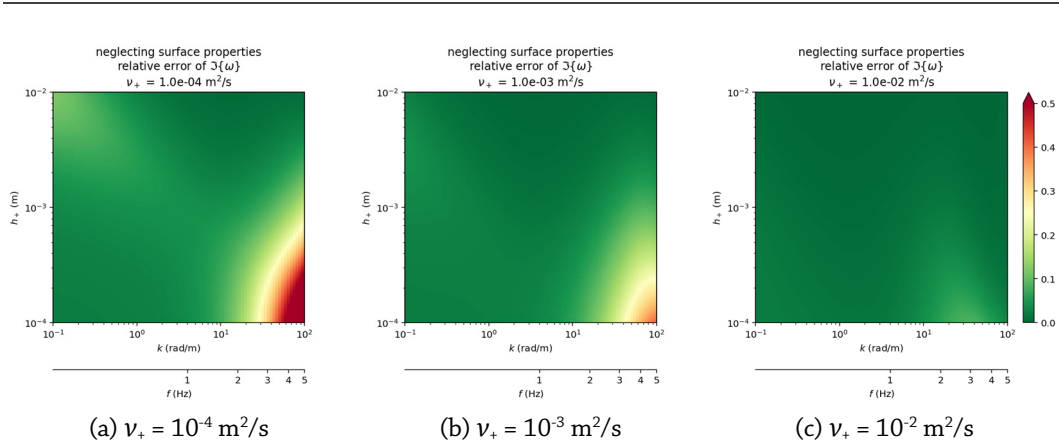 neglecting surface properties
relative error of ℑ{ω}
ν₊ = 1.0e-04 m²/s
10⁻²
10⁻³
10⁻⁴
h₊ (m)
10⁻¹ 10⁰ 10¹ 10²
k (rad/m)
1 2 3 4 5
f (Hz)
(a) ν₊ = 10⁻⁴ m²/s
neglecting surface properties
relative error of ℑ{ω}
ν₊ = 1.0e-03 m²/s
10⁻²
10⁻³
10⁻⁴
h₊ (m)
10⁻¹ 10⁰ 10¹ 10²
k (rad/m)
1 2 3 4 5
f (Hz)
(b) ν₊ = 10⁻³ m²/s
neglecting surface properties
relative error of ℑ{ω}
ν₊ = 1.0e-02 m²/s
10⁻²
10⁻³
10⁻⁴
h₊ (m)
10⁻¹ 10⁰ 10¹ 10²
k (rad/m)
1 2 3 4 5
f (Hz)
(c) ν₊ = 10⁻² m²/s
0.5
0.4
0.3
0.2
0.1
0.0